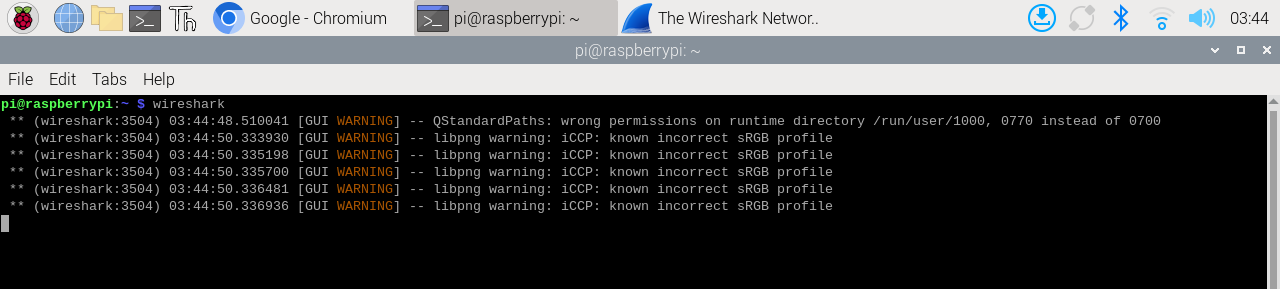 Google - Chromium pi@raspberrypi: ~ The Wireshark Networ.. 03:44
pi@raspberrypi: ~
File Edit Tabs Help
pi@raspberrypi:~ $ wireshark
** (wireshark:3504) 03:44:48.510041 [GUI WARNING] -- QStandardPaths: wrong permissions on runtime directory /run/user/1000, 0770 instead of 0700
** (wireshark:3504) 03:44:50.333930 [GUI WARNING] -- libpng warning: iCCP: known incorrect sRGB profile
** (wireshark:3504) 03:44:50.335198 [GUI WARNING] -- libpng warning: iCCP: known incorrect sRGB profile
** (wireshark:3504) 03:44:50.335700 [GUI WARNING] -- libpng warning: iCCP: known incorrect sRGB profile
** (wireshark:3504) 03:44:50.336481 [GUI WARNING] -- libpng warning: iCCP: known incorrect sRGB profile
** (wireshark:3504) 03:44:50.336936 [GUI WARNING] -- libpng warning: iCCP: known incorrect sRGB profile